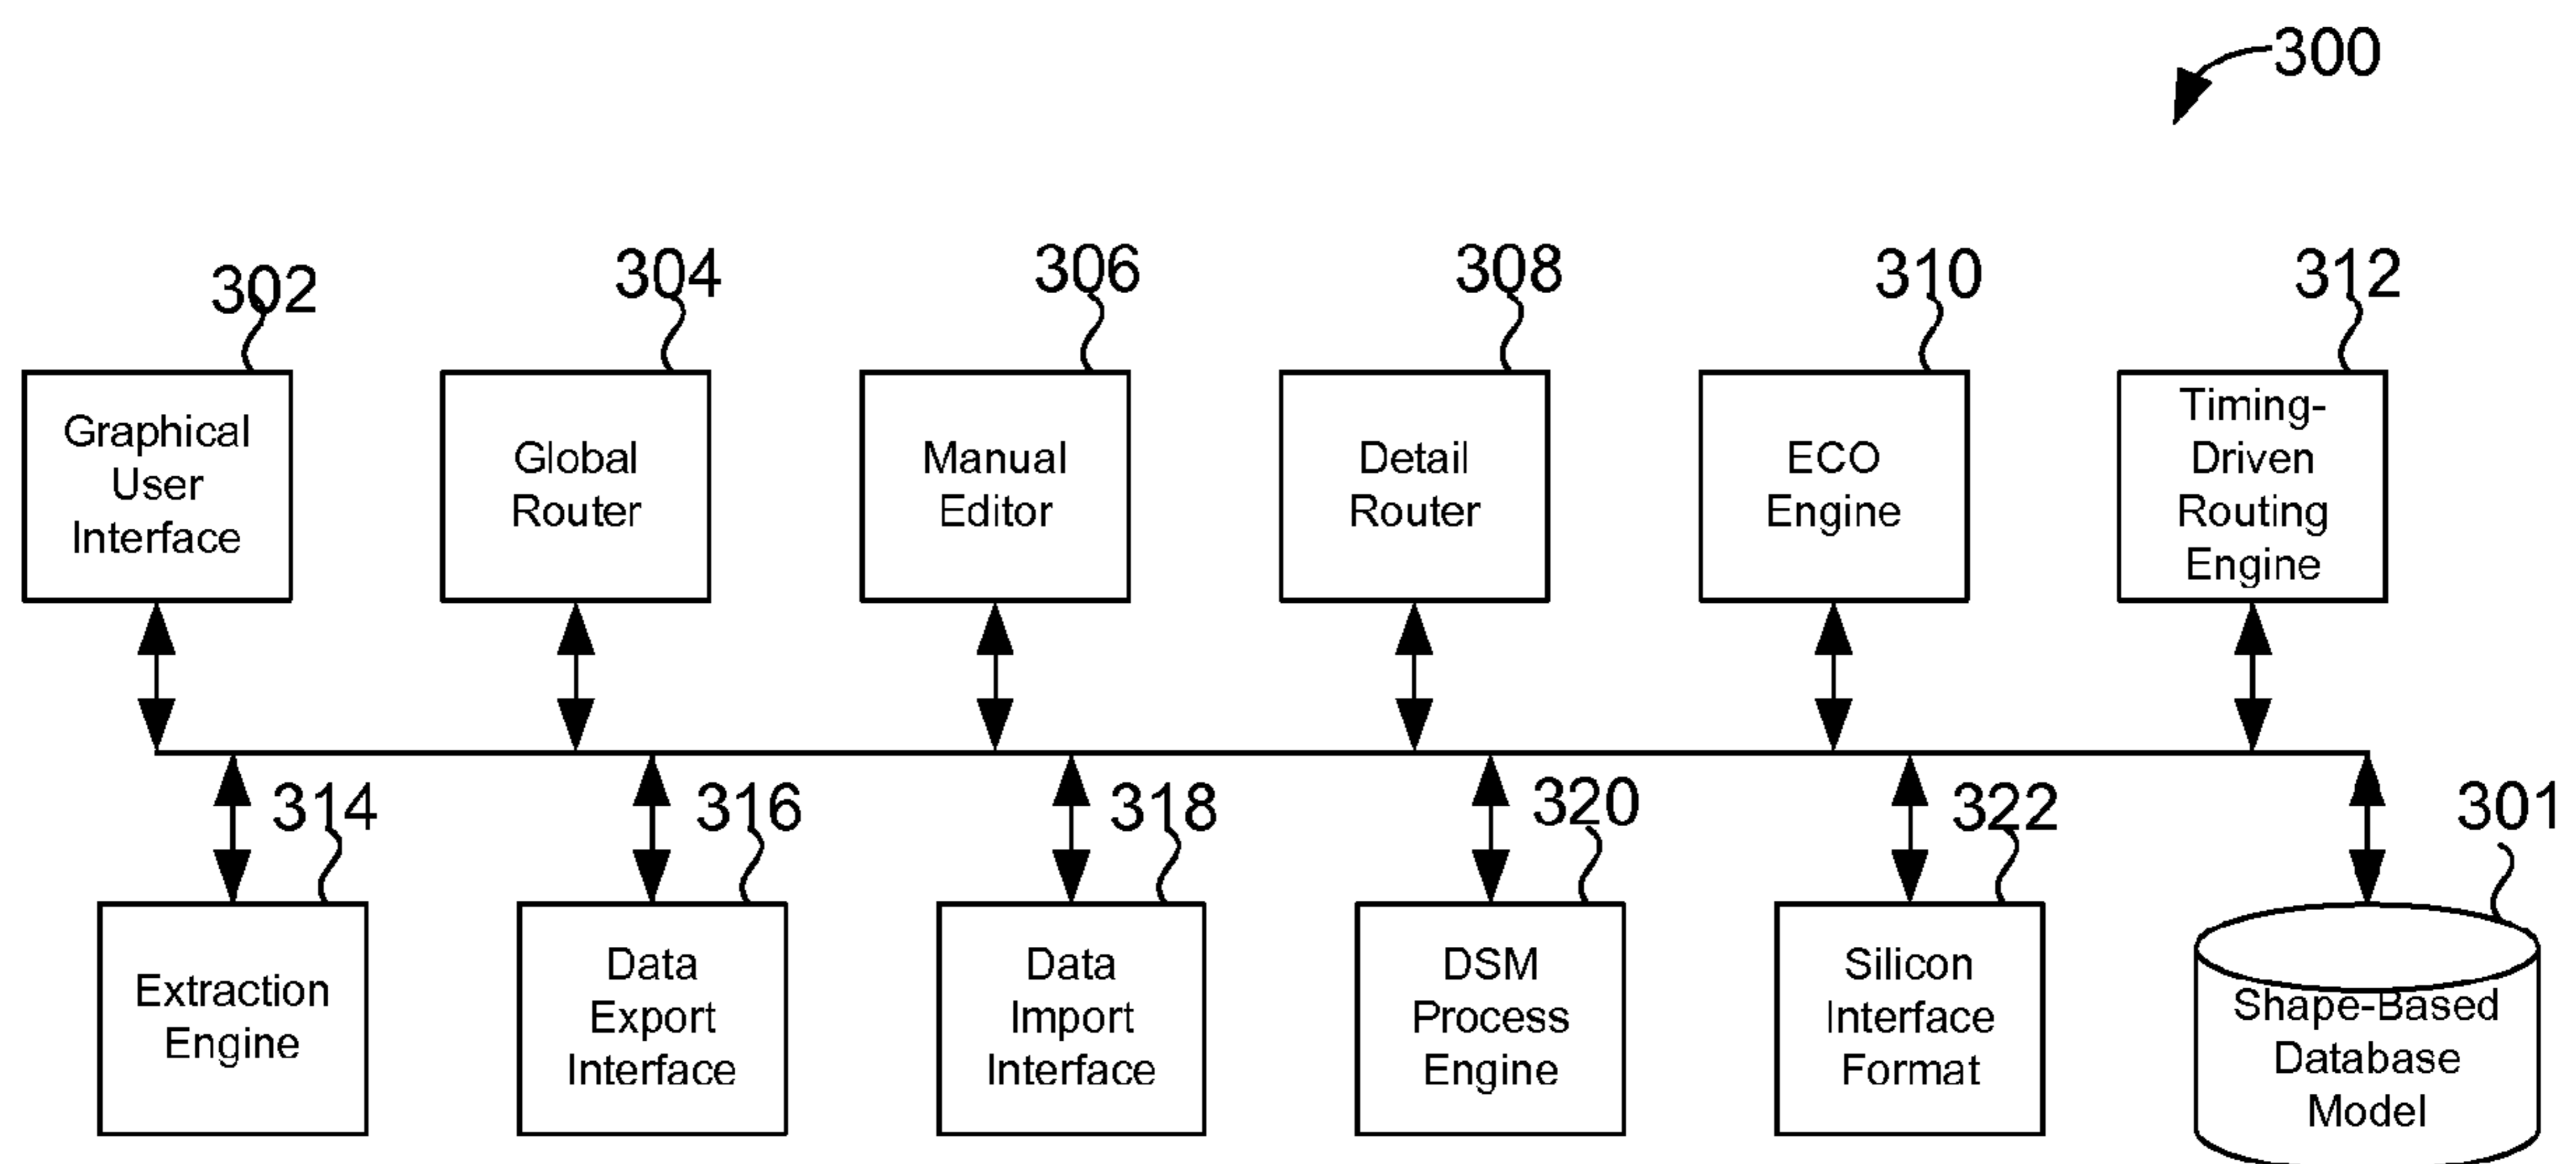 300
302
304
306
308
310
312
Graphical
User
Interface
Global
Router
Manual
Editor
Detail
Router
ECO
Engine
Timing-
Driven
Routing
Engine
314
316
318
320
322
301
Extraction
Engine
Data
Export
Interface
Data
Import
Interface
DSM
Process
Engine
Silicon
Interface
Format
Shape-Based
Database
Model